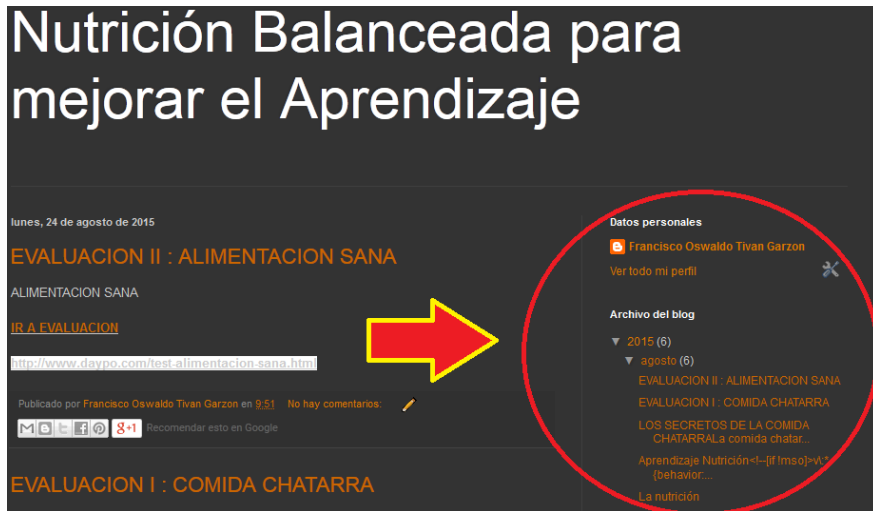 Nutrición Balanceada para
mejorar el Aprendizaje
lunes, 24 de agosto de 2015
EVALUACION II : ALIMENTACION SANA
ALIMENTACION SANA
IR A EVALUACION
http://www.daypo.com/test-alimentacion-sana.html
Publicado por Francisco Oswaldo Tivan Garzon en 9:51 No hay comentarios:
g+1 Recomendar esto en Google
EVALUACION I : COMIDA CHATARRA
Datos personales
Francisco Oswaldo Tivan Garzon
Ver todo mi perfil
Archivo del blog
▼ 2015 (6)
▼ agosto (6)
EVALUACION II : ALIMENTACION SANA
EVALUACION I : COMIDA CHATARRA
LOS SECRETOS DE LA COMIDA
CHATARRALa comida chatar...
Aprendizaje Nutrición<!--[if !mso]>v\:*
{behavior:...
La nutrición